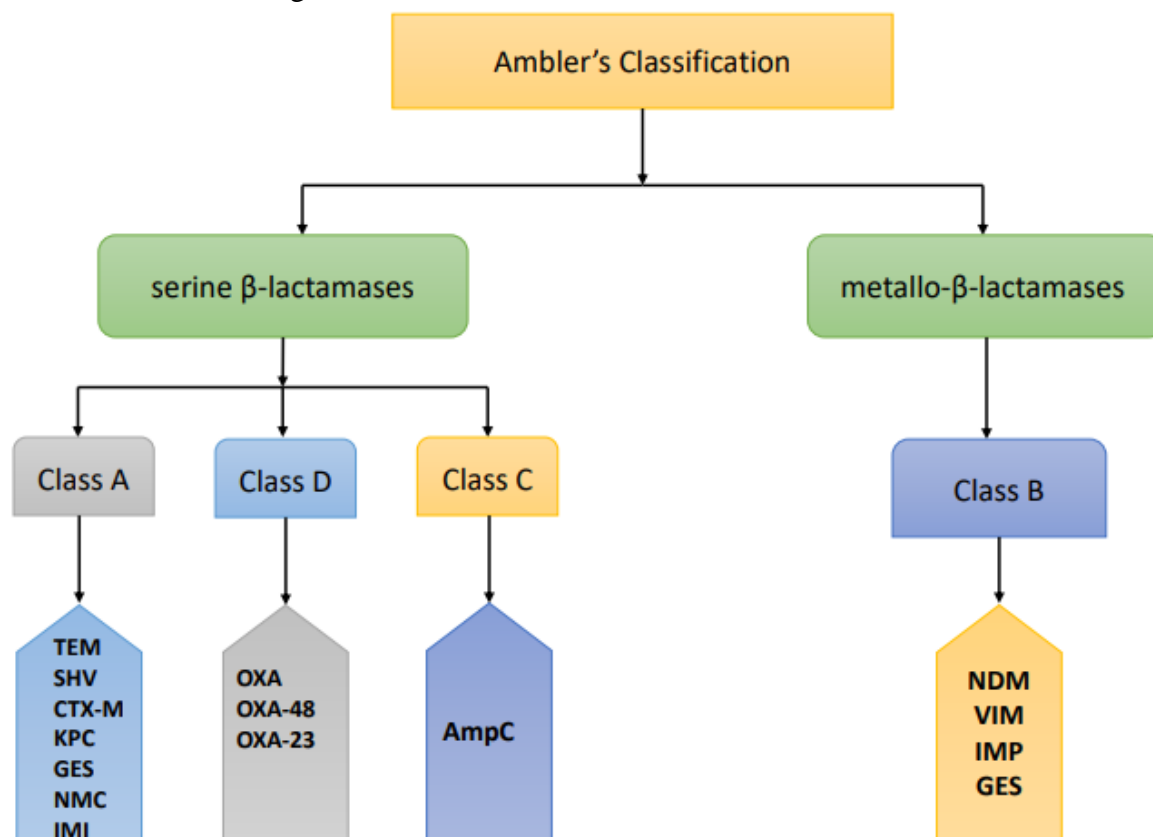 Ambler's Classification
serine β-lactamases
metallo-β-lactamases
Class A
Class D
Class C
Class B
TEM
SHV
CTX-M
KPC
GES
NMC
IMI
OXA
OXA-48
OXA-23
AmpC
NDM
VIM
IMP
GES